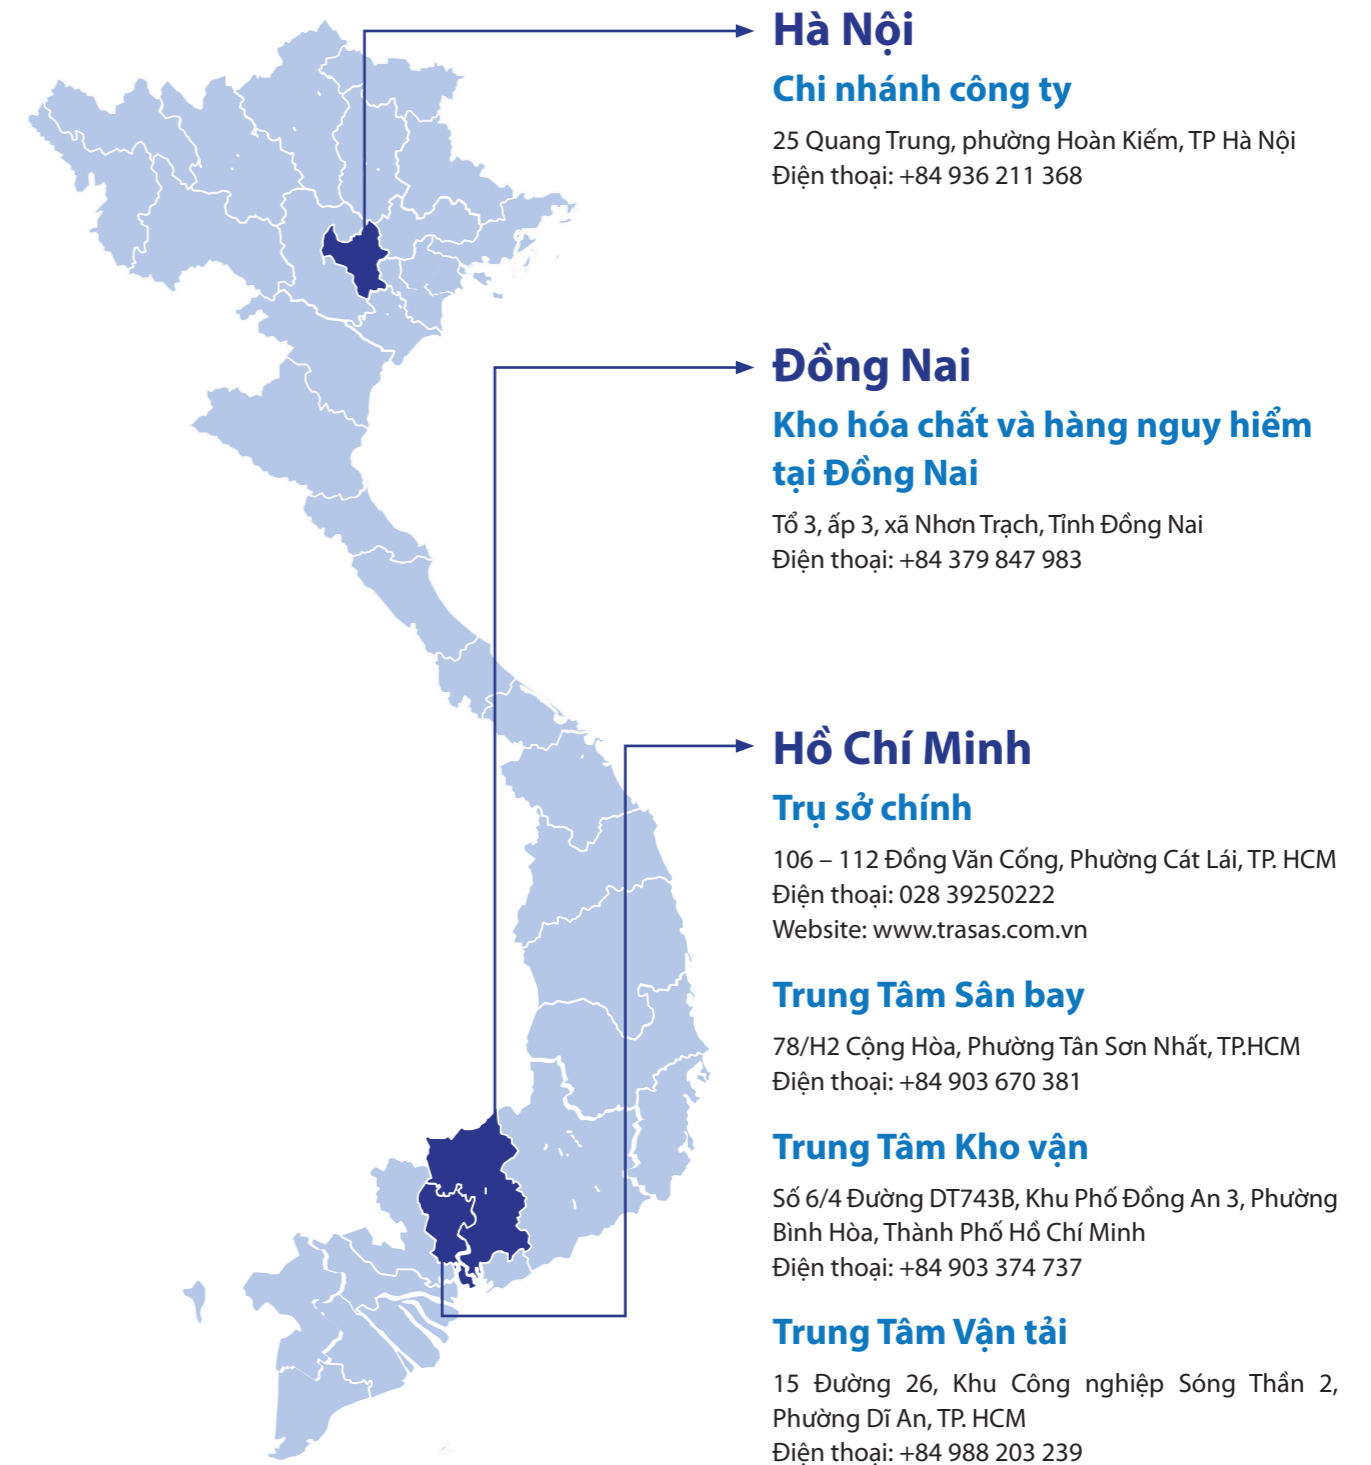 Hà Nội
Chi nhánh công ty
25 Quang Trung, phường Hoàn Kiếm, TP Hà Nội
Điện thoại: +84 936 211 368
Đồng Nai
Kho hóa chất và hàng nguy hiểm
tại Đồng Nai
Tổ 3, ấp 3, xã Nhơn Trạch, Tỉnh Đồng Nai
Điện thoại: +84 379 847 983
Hồ Chí Minh
Trụ sở chính
106 – 112 Đồng Văn Cống, Phường Cát Lái, TP. HCM
Điện thoại: 028 39250222
Website: www.trasas.com.vn
Trung Tâm Sân bay
78/H2 Cộng Hòa, Phường Tân Sơn Nhất, TP.HCM
Điện thoại: +84 903 670 381
Trung Tâm Kho vận
Số 6/4 Đường DT743B, Khu Phố Đồng An 3, Phường
Bình Hòa, Thành Phố Hồ Chí Minh
Điện thoại: +84 903 374 737
Trung Tâm Vận tải
15 Đường 26, Khu Công nghiệp Sóng Thần 2,
Phường Dĩ An, TP. HCM
Điện thoại: +84 988 203 239